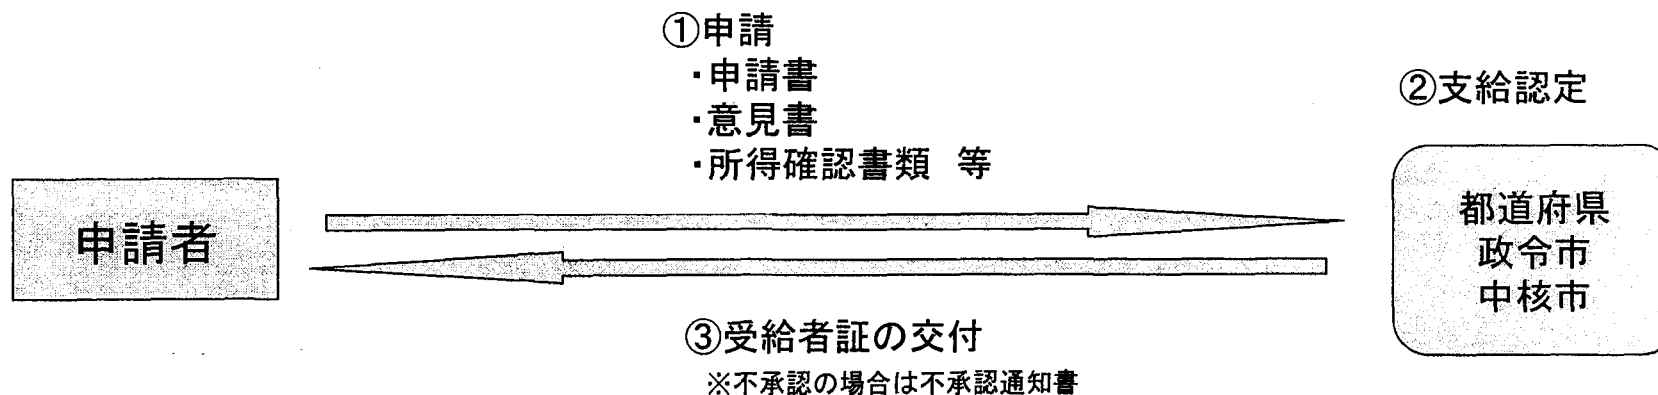 ①申請
・申請書
・意見書
・所得確認書類 等
②支給認定
申請者
都道府県
政令市
中核市
③受給者証の交付
※不承認の場合は不承認通知書